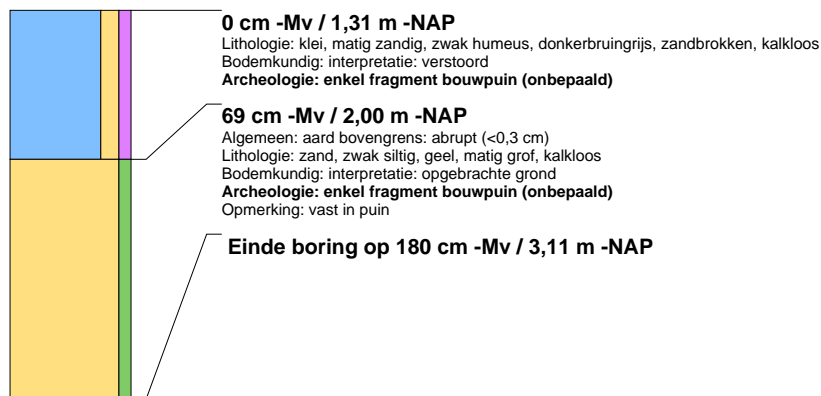 0 cm -Mv / 1,31 m -NAP
Lithologie: klei, matig zandig, zwak humeus, donkerbruingrijs, zandbrokken, kalkloos
Bodemkundig: interpretatie: verstoord
Archeologie: enkel fragment bouwpuin (onbepaald)
69 cm -Mv / 2,00 m -NAP
Algemeen: aard bovengrens: abrupt (<0,3 cm)
Lithologie: zand, zwak siltig, geel, matig grof, kalkloos
Bodemkundig: interpretatie: opgebrachte grond
Archeologie: enkel fragment bouwpuin (onbepaald)
Opmerking: vast in puin
Einde boring op 180 cm -Mv / 3,11 m -NAP